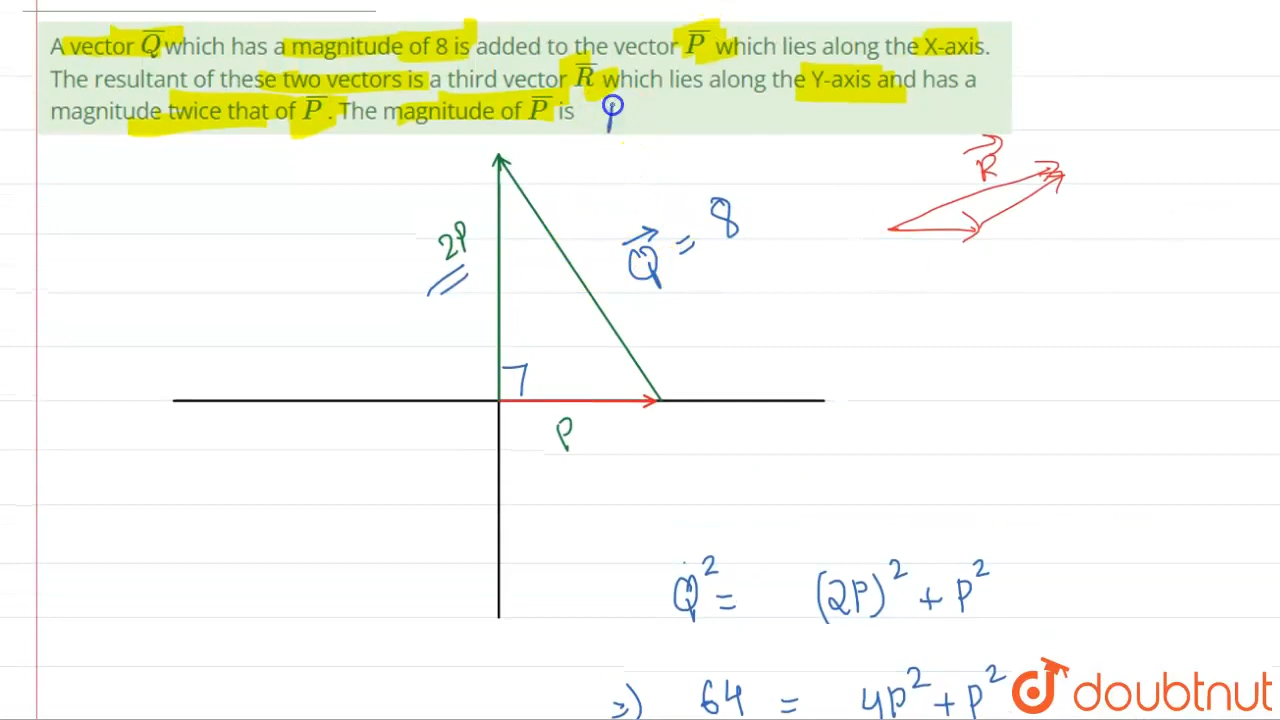 A vector Q̅ which has a magnitude of 8 is added to the vector P̅ which lies along the X-axis.
The resultant of these two vectors is a third vector R̅ which lies along the Y-axis and has a
magnitude twice that of P̅. The magnitude of P̅ is
R⃗
2P
Q⃗ = 8
P
Q² = (2P)² + P²
⇒) 64 = 4P² + P²
doubtnut